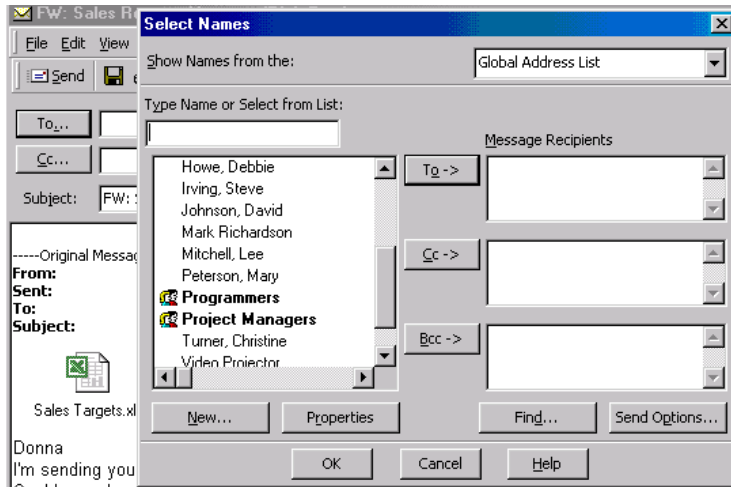 FW: Sales Re
Select Names
File Edit View
Show Names from the:
Global Address List
Send
Type Name or Select from List:
To...
Message Recipients
Cc...
Howe, Debbie
To ->
Irving, Steve
Subject:
FW:
Johnson, David
Mark Richardson
-----Original Messag
Mitchell, Lee
Cc ->
From:
Peterson, Mary
Sent:
Programmers
To:
Project Managers
Subject:
Turner, Christine
Bcc ->
Video Projector
Sales Targets.xl
New...
Properties
Find...
Send Options...
Donna
I'm sending you
OK
Cancel
Help